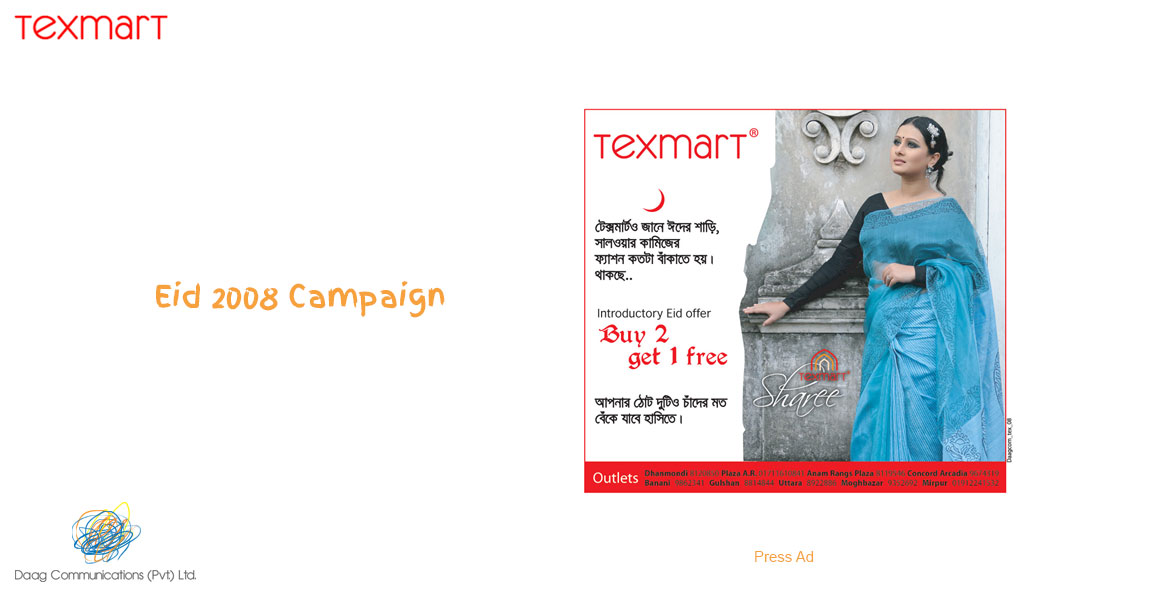 Texmart
Eid 2008 Campaign
Texmart®
টেক্সমার্টও জানে ঈদের শাড়ি,
সালওয়ার কামিজের
ফ্যাশন কতটা বাঁকাতে হয়।
থাকছে..
Introductory Eid offer
Buy 2
get 1 free
আপনার ঠোট দুটিও চাঁদের মত
বেঁকে যাবে হাসিতে।
Texmart
Sharee
Daagcom_tex_08
Outlets
Dhanmondi Plaza A.R. Anam Rangs Plaza Concord Arcadia
Banani Gulshan Uttara Moghbazar Mirpur
Press Ad
Daag Communications (Pvt) Ltd.